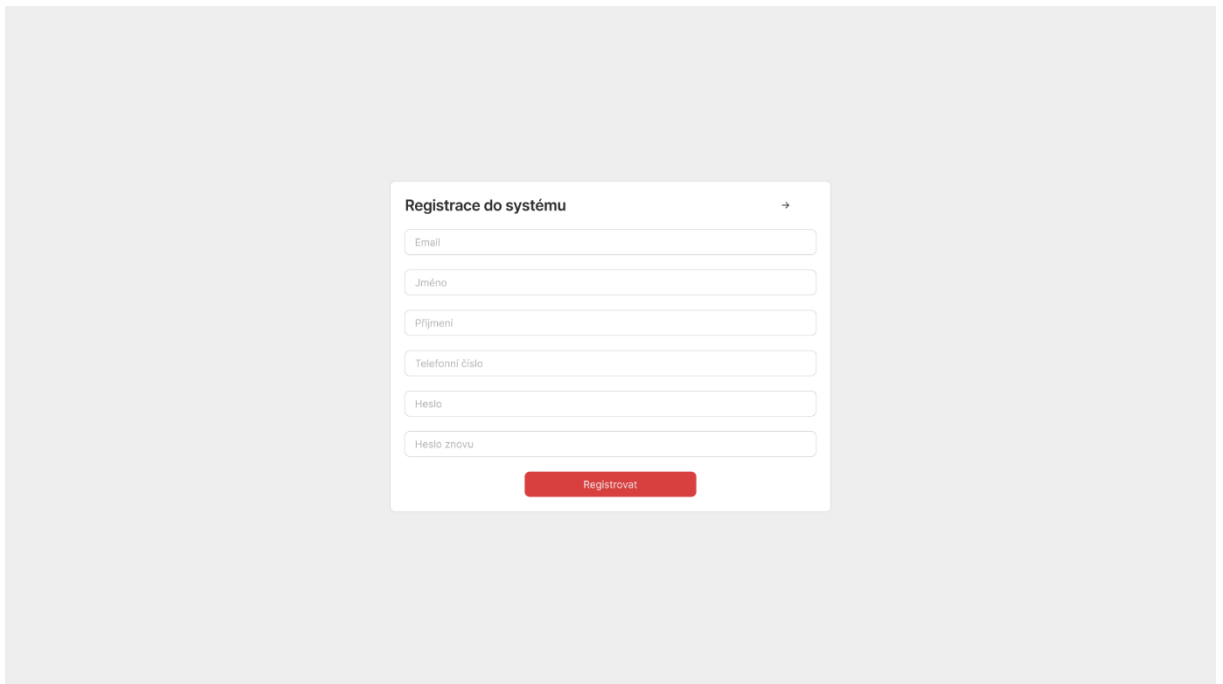 Registrace do systému →
Email
Jméno
Příjmení
Telefonní číslo
Heslo
Heslo znovu
Registrovat